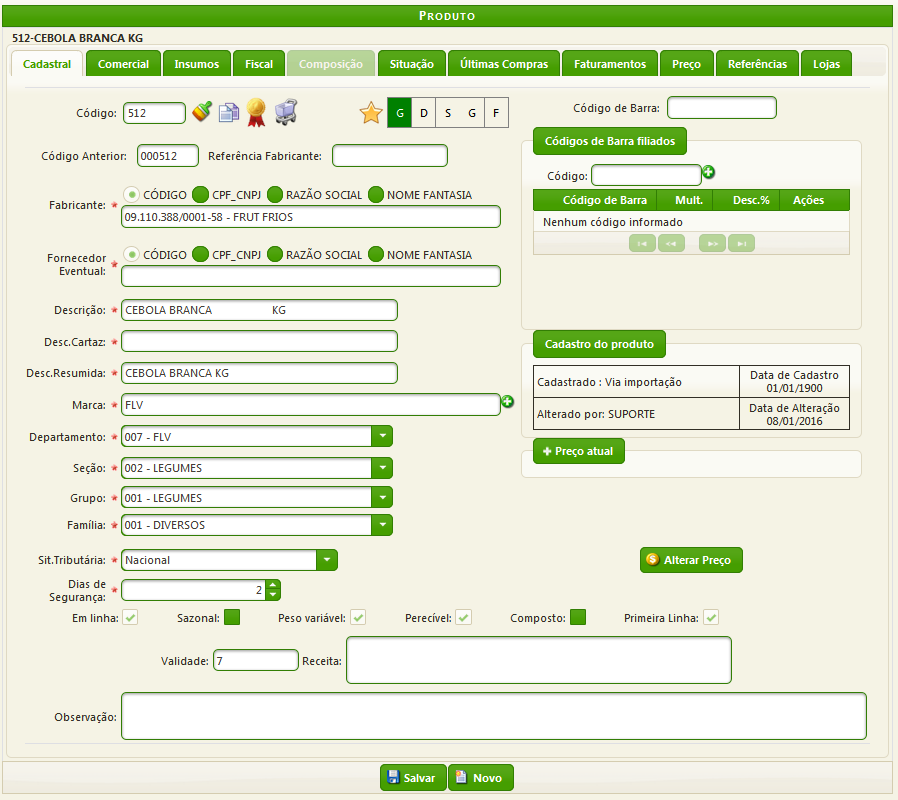 PRODUTO
512-CEBOLA BRANCA KG
Cadastral Comercial Insumos Fiscal Composição Situação Últimas Compras Faturamentos Preço Referências Lojas
Código: 512 G D S G F
Código de Barra:
Código Anterior: 000512 Referência Fabricante:
Códigos de Barra filiados
Código:
Código de Barra Mult. Desc.% Ações
Nenhum código informado
Fabricante: * CÓDIGO CPF_CNPJ RAZÃO SOCIAL NOME FANTASIA
09.110.388/0001-58 - FRUT FRIOS
Fornecedor Eventual: * CÓDIGO CPF_CNPJ RAZÃO SOCIAL NOME FANTASIA
Descrição: * CEBOLA BRANCA KG
Desc.Cartaz: *
Desc.Resumida: * CEBOLA BRANCA KG
Marca: * FLV
Departamento: * 007 - FLV
Seção: * 002 - LEGUMES
Grupo: * 001 - LEGUMES
Família: * 001 - DIVERSOS
Cadastro do produto
Cadastrado : Via importação Data de Cadastro 01/01/1900
Alterado por: SUPORTE Data de Alteração 08/01/2016
Preço atual
Sit.Tributária: * Nacional
Alterar Preço
Dias de Segurança: * 2
Em linha: Sazonal: Peso variável: Perecível: Composto: Primeira Linha:
Validade: 7 Receita:
Observação:
Salvar Novo